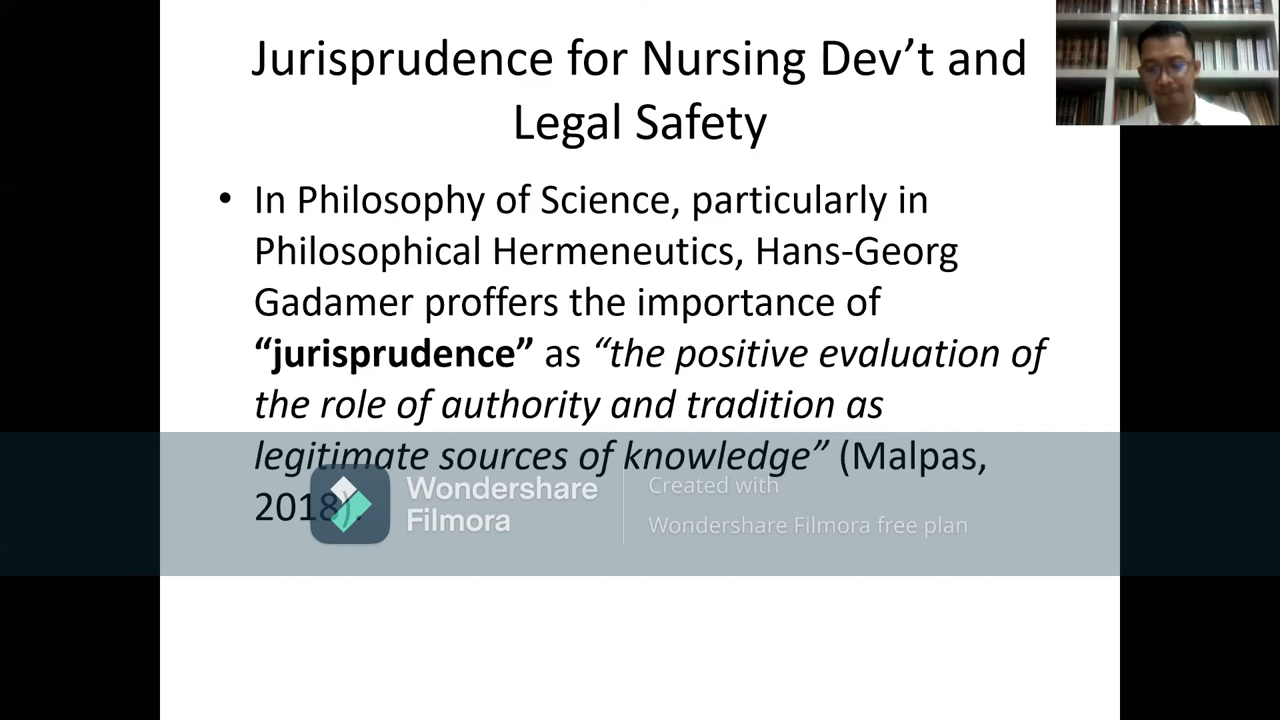 Jurisprudence for Nursing Dev’t and
Legal Safety
• In Philosophy of Science, particularly in
Philosophical Hermeneutics, Hans-Georg
Gadamer proffers the importance of
“jurisprudence” as “the positive evaluation of
the role of authority and tradition as
legitimate sources of knowledge” (Malpas,
2018).
Wondershare
Filmora
Created with
Wondershare Filmora free plan